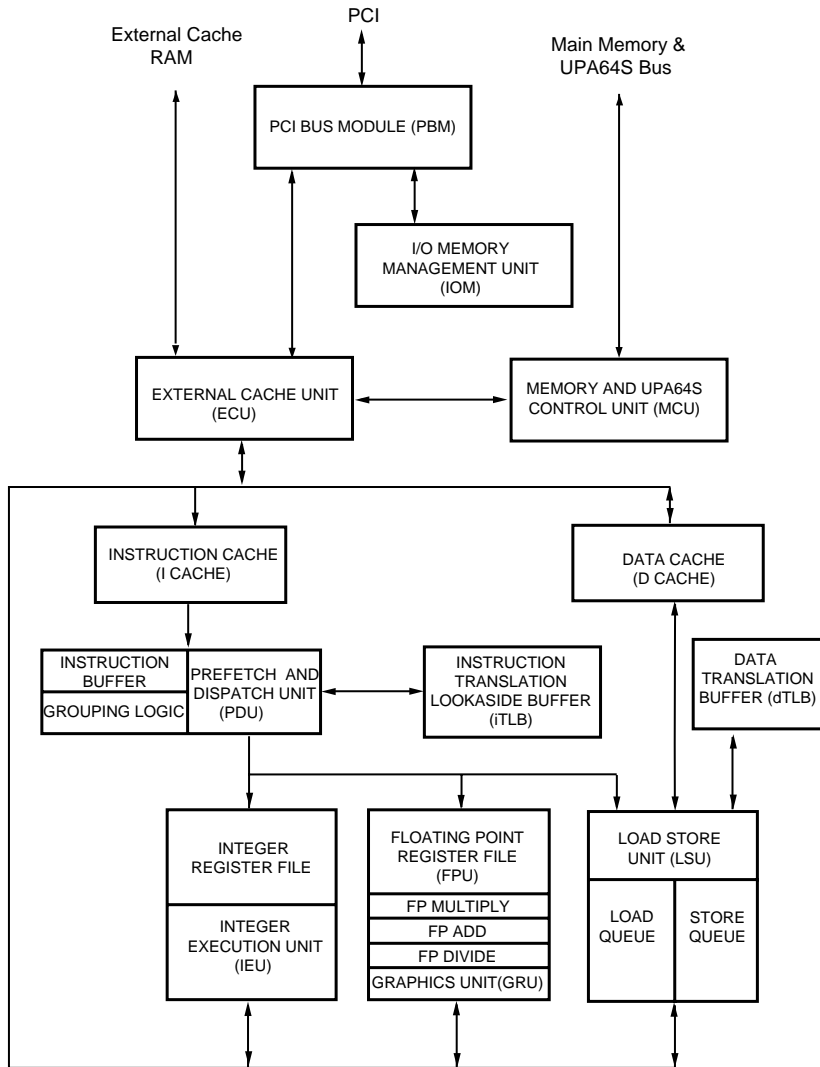 External Cache
RAM
PCI
Main Memory &
UPA64S Bus
PCI BUS MODULE (PBM)
I/O MEMORY
MANAGEMENT UNIT
(IOM)
EXTERNAL CACHE UNIT
(ECU)
MEMORY AND UPA64S
CONTROL UNIT (MCU)
INSTRUCTION CACHE
(I CACHE)
DATA CACHE
(D CACHE)
INSTRUCTION
BUFFER
GROUPING LOGIC
PREFETCH AND
DISPATCH UNIT
(PDU)
INSTRUCTION
TRANSLATION
LOOKASIDE BUFFER
(iTLB)
DATA
TRANSLATION
BUFFER (dTLB)
INTEGER
REGISTER FILE
INTEGER
EXECUTION UNIT
(IEU)
FLOATING POINT
REGISTER FILE
(FPU)
FP MULTIPLY
FP ADD
FP DIVIDE
GRAPHICS UNIT(GRU)
LOAD STORE
UNIT (LSU)
LOAD
QUEUE
STORE
QUEUE